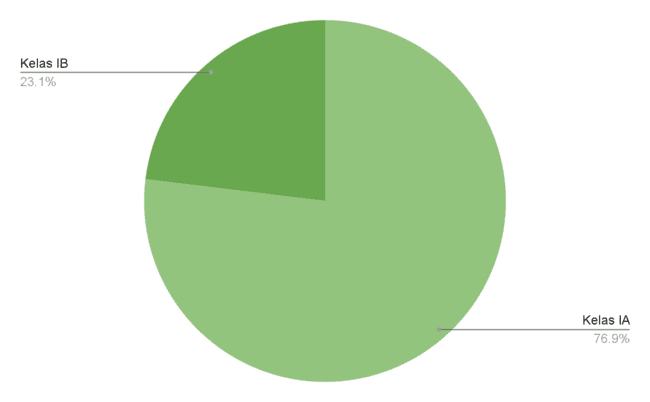 Kelas IB
23.1%
Kelas IA
76.9%